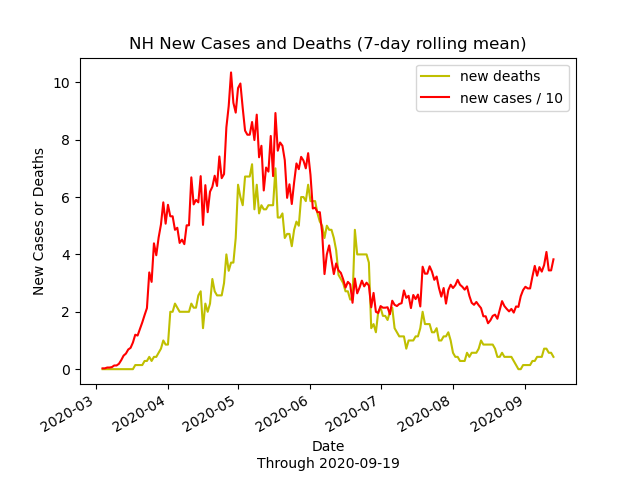 NH New Cases and Deaths (7-day rolling mean)
new deaths
new cases / 10
New Cases or Deaths
10
8
6
4
2
0
2020-03
2020-04
2020-05
2020-06
2020-07
2020-08
2020-09
Date
Through 2020-09-19